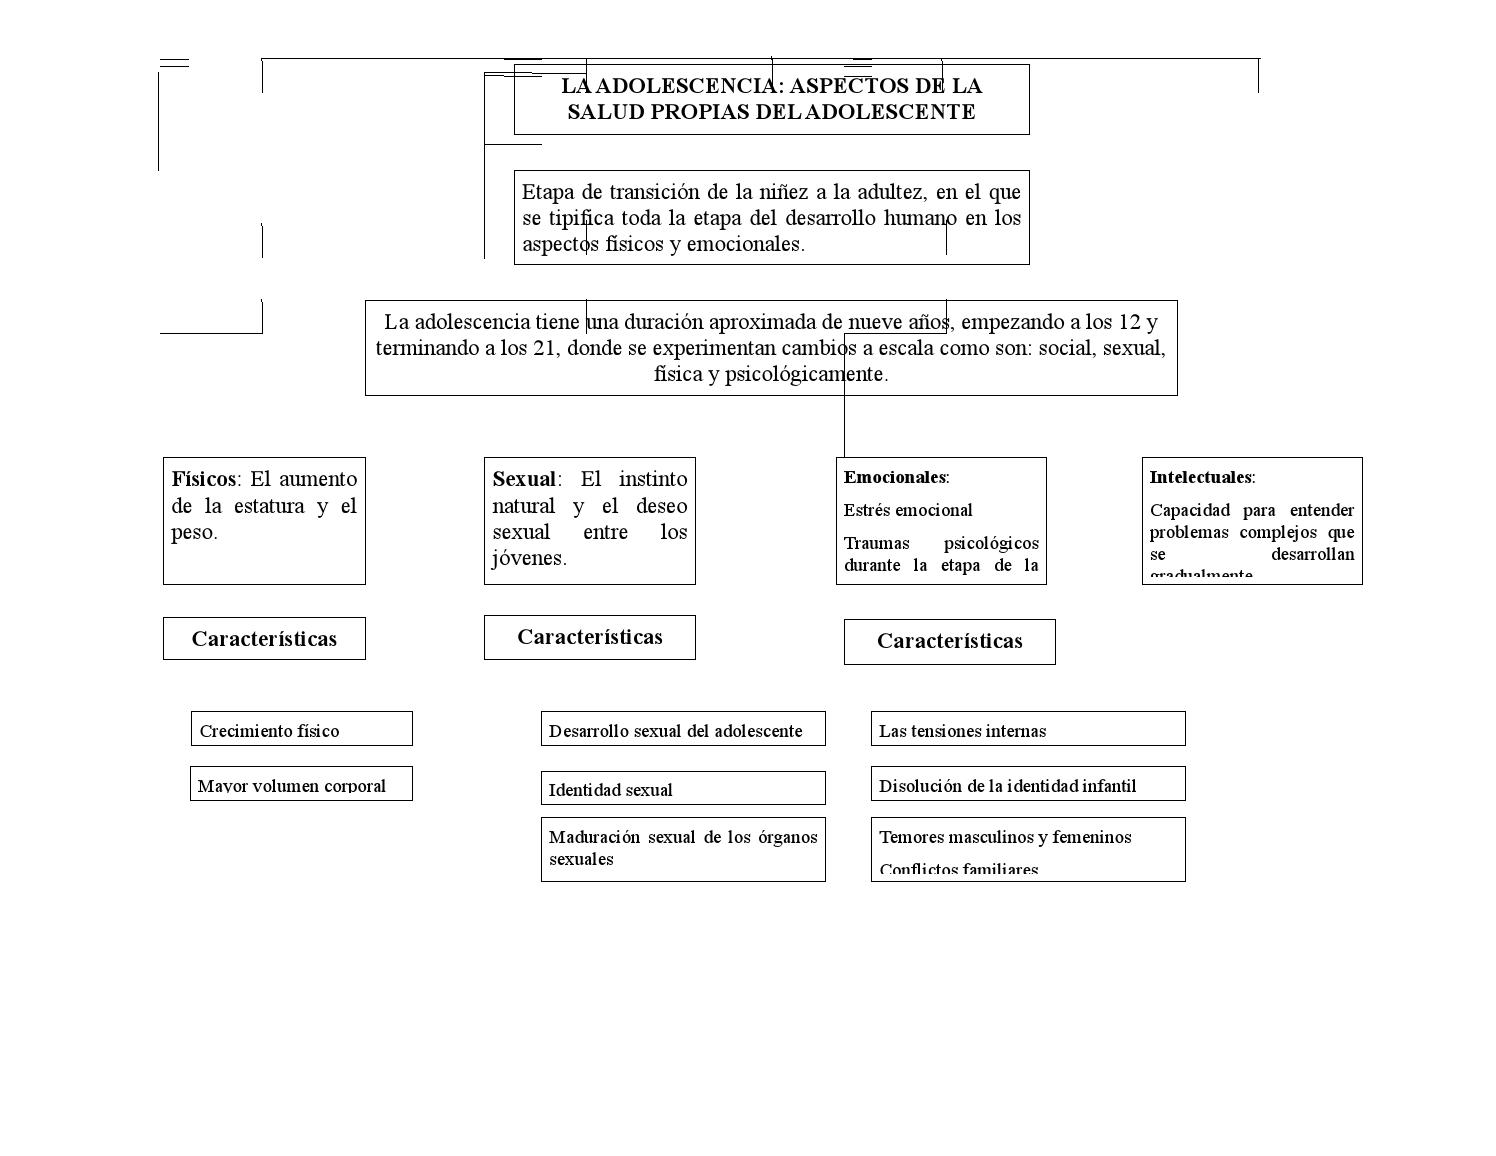 LA ADOLESCENCIA: ASPECTOS DE LA
SALUD PROPIAS DEL ADOLESCENTE
Etapa de transición de la niñez a la adultez, en el que
se tipifica toda la etapa del desarrollo humano en los
aspectos físicos y emocionales.
La adolescencia tiene una duración aproximada de nueve años, empezando a los 12 y
terminando a los 21, donde se experimentan cambios a escala como son: social, sexual,
física y psicológicamente.
Físicos: El aumento
de la estatura y el
peso.
Sexual: El instinto
natural y el deseo
sexual entre los
jóvenes.
Emocionales:
Estrés emocional
Traumas psicológicos
durante la etapa de la
Intelectuales:
Capacidad para entender
problemas complejos que
se desarrollan
gradualmente
Características
Características
Características
Crecimiento físico
Mayor volumen corporal
Desarrollo sexual del adolescente
Identidad sexual
Maduración sexual de los órganos
sexuales
Las tensiones internas
Disolución de la identidad infantil
Temores masculinos y femeninos
Conflictos familiares